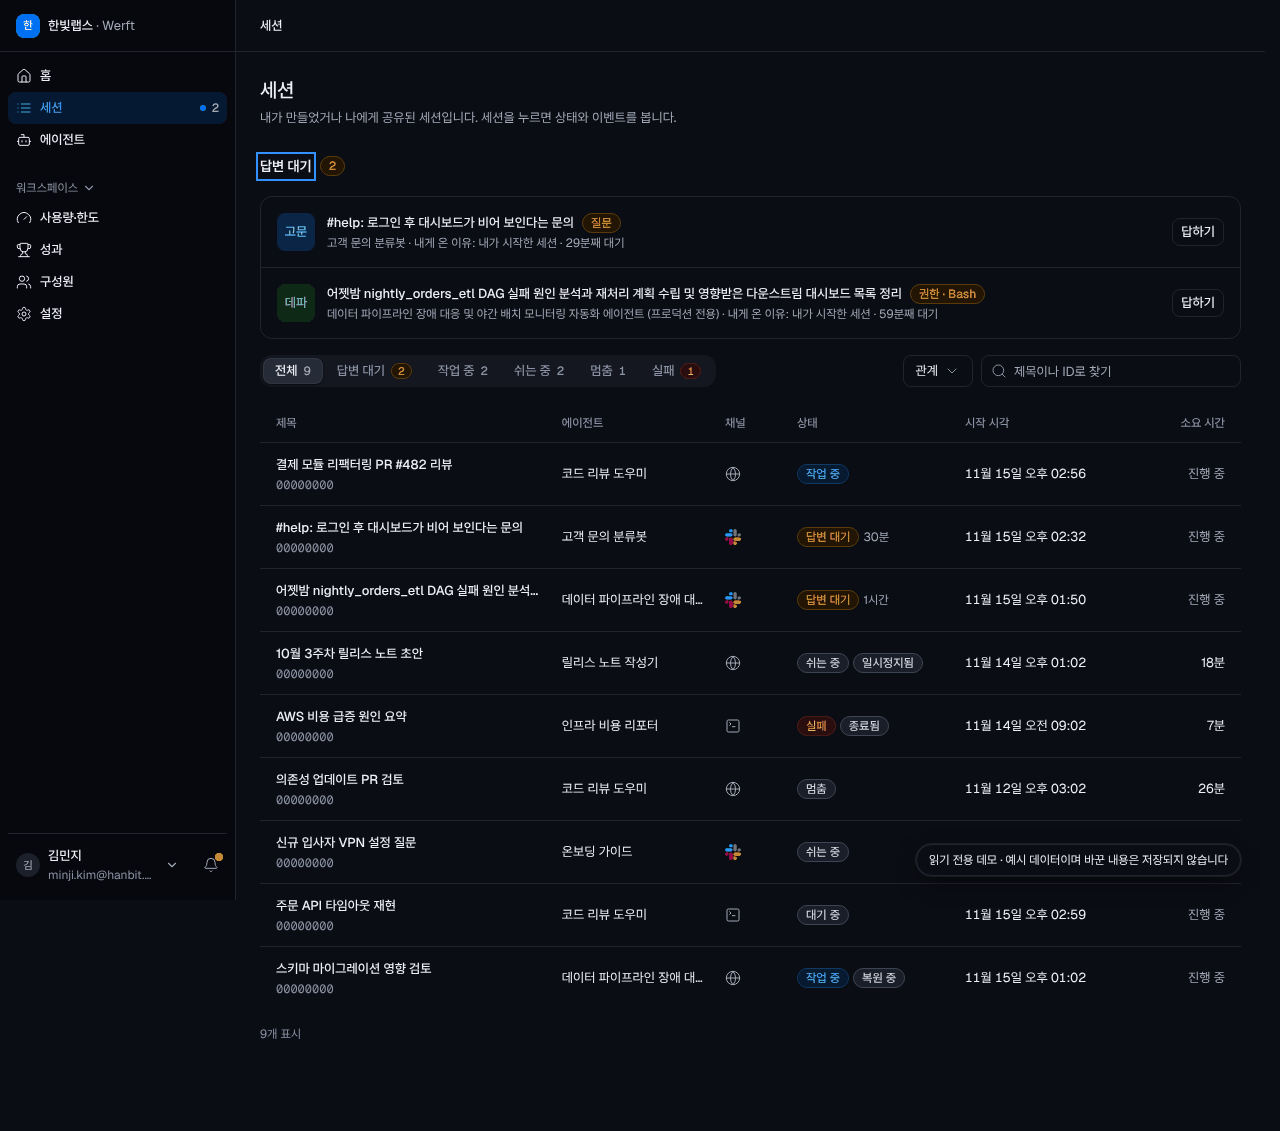 한 한빛랩스 · Werft
홈
세션 2
에이전트
워크스페이스
사용량·한도
성과
구성원
설정
김 김민지
minji.kim@hanbit....
세션
세션
내가 만들었거나 나에게 공유된 세션입니다. 세션을 누르면 상태와 이벤트를 봅니다.
답변 대기 2
고문 #help: 로그인 후 대시보드가 비어 보인다는 문의 질문
고객 문의 분류봇 · 내게 온 이유: 내가 시작한 세션 · 29분째 대기
답하기
데파 어젯밤 nightly_orders_etl DAG 실패 원인 분석과 재처리 계획 수립 및 영향받은 다운스트림 대시보드 목록 정리 권한 · Bash
데이터 파이프라인 장애 대응 및 야간 배치 모니터링 자동화 에이전트 (프로덕션 전용) · 내게 온 이유: 내가 시작한 세션 · 59분째 대기
답하기
전체 9 답변 대기 2 작업 중 2 쉬는 중 2 멈춤 1 실패 1 관계 제목이나 ID로 찾기
제목 에이전트 채널 상태 시작 시각 소요 시간
결제 모듈 리팩터링 PR #482 리뷰
00000000
코드 리뷰 도우미 작업 중 11월 15일 오후 02:56 진행 중
#help: 로그인 후 대시보드가 비어 보인다는 문의
00000000
고객 문의 분류봇 답변 대기 30분 11월 15일 오후 02:32 진행 중
어젯밤 nightly_orders_etl DAG 실패 원인 분석...
00000000
데이터 파이프라인 장애 대... 답변 대기 1시간 11월 15일 오후 01:50 진행 중
10월 3주차 릴리스 노트 초안
00000000
릴리스 노트 작성기 쉬는 중 일시정지됨 11월 14일 오후 01:02 18분
AWS 비용 급증 원인 요약
00000000
인프라 비용 리포터 실패 종료됨 11월 14일 오전 09:02 7분
의존성 업데이트 PR 검토
00000000
코드 리뷰 도우미 멈춤 11월 12일 오후 03:02 26분
신규 입사자 VPN 설정 질문
00000000
온보딩 가이드 쉬는 중
읽기 전용 데모 · 예시 데이터이며 바꾼 내용은 저장되지 않습니다
주문 API 타임아웃 재현
00000000
코드 리뷰 도우미 대기 중 11월 15일 오후 02:59 진행 중
스키마 마이그레이션 영향 검토
00000000
데이터 파이프라인 장애 대... 작업 중 복원 중 11월 15일 오후 01:02 진행 중
9개 표시